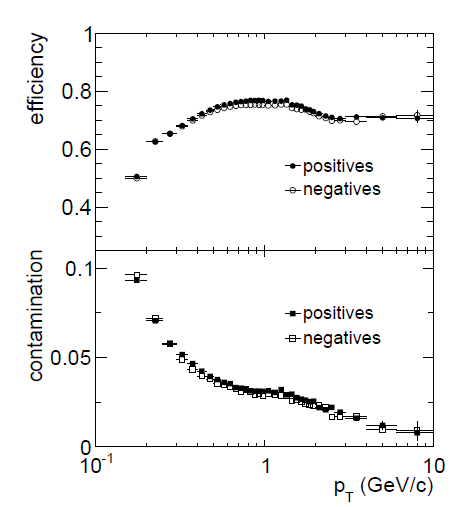 1
0.8
0.6
0.4
efficiency
positives
negatives
0.1
0.05
0
contamination
positives
negatives
10-1 1 10
pT (GeV/c)